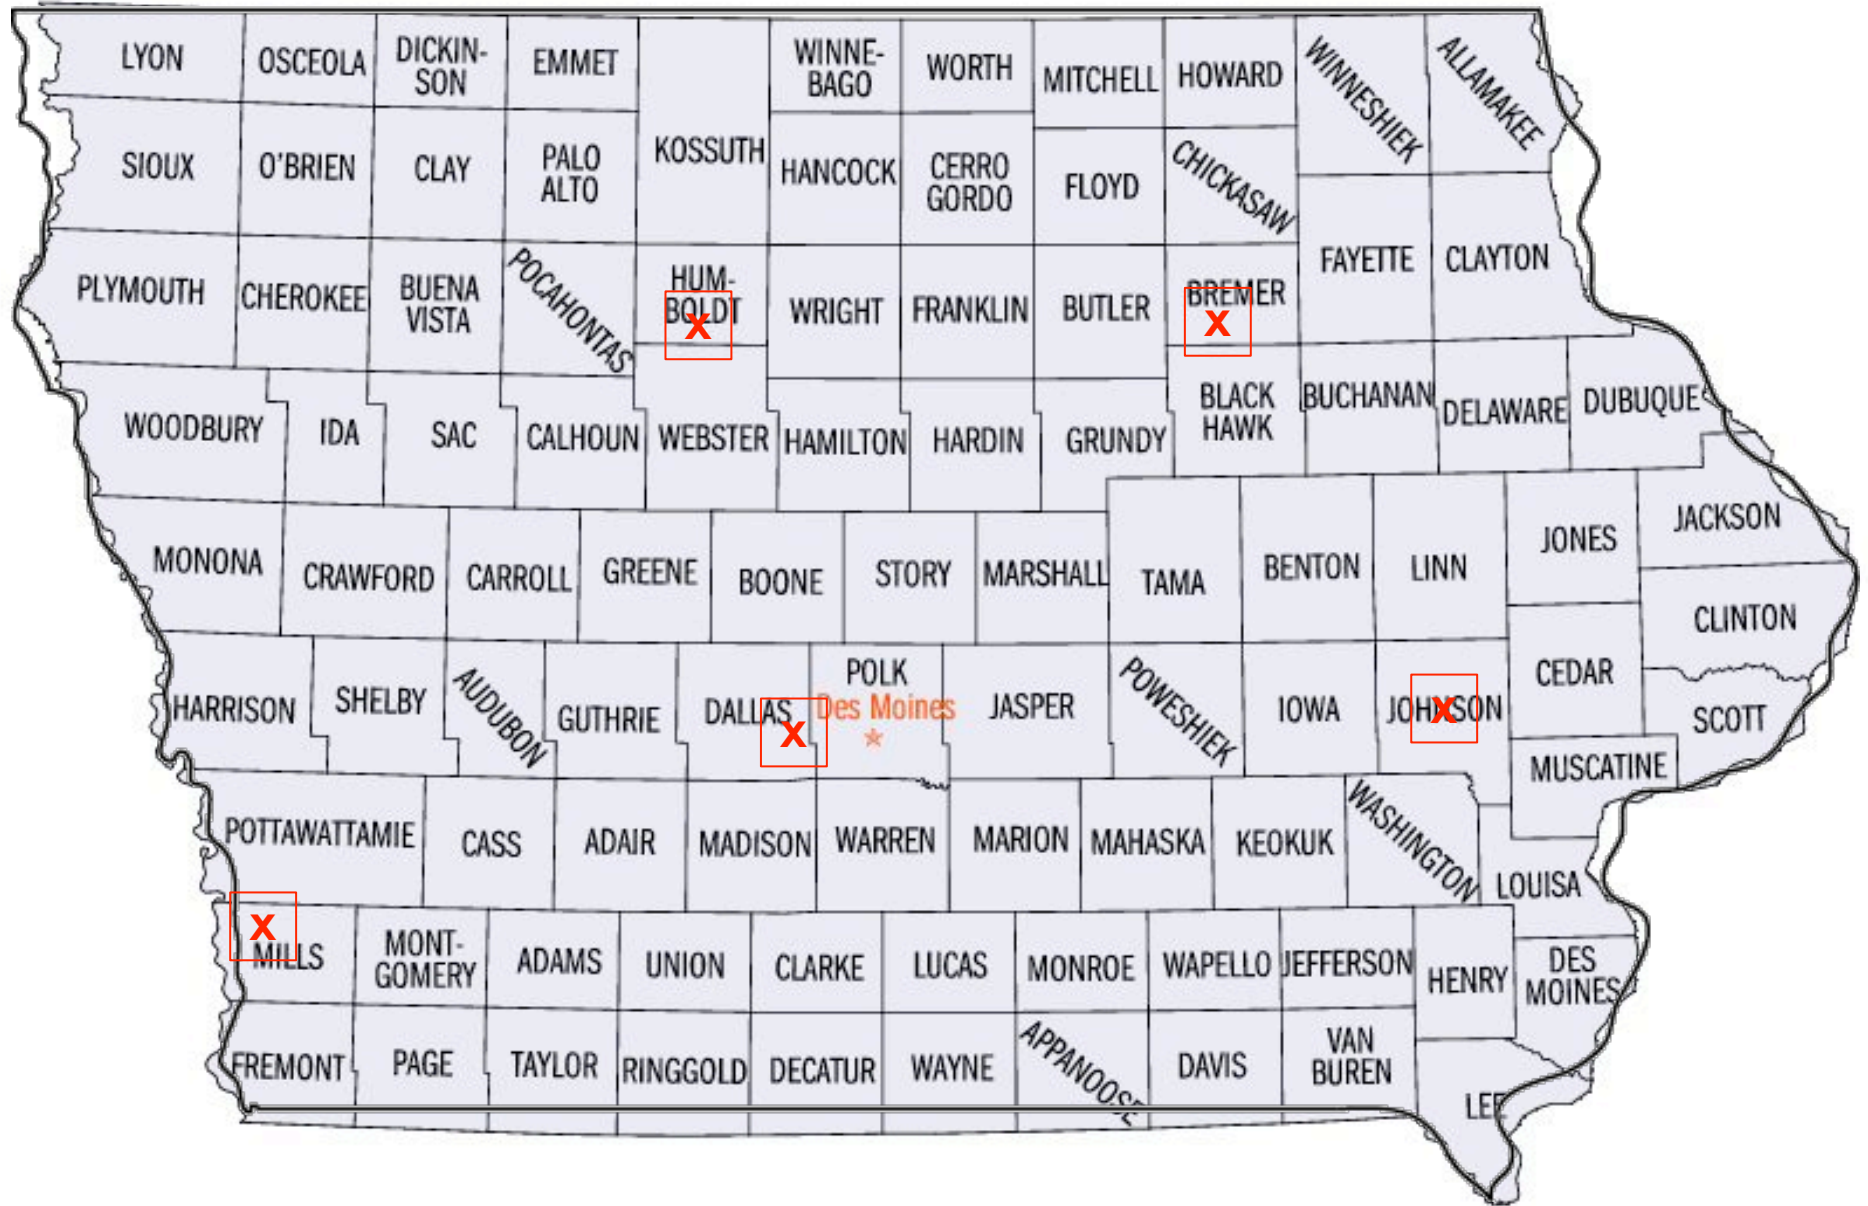 LYON
OSCEOLA
DICKIN-
SON
EMMET
WINNE-
BAGO
WORTH
MITCHELL
HOWARD
WINNESHIEK
ALLAMAKEE
SIOUX
O'BRIEN
CLAY
PALO
ALTO
KOSSUTH
HANCOCK
CERRO
GORDO
FLOYD
CHICKASAW
FAYETTE
CLAYTON
PLYMOUTH
CHEROKEE
BUENA
VISTA
POCAHONTAS
HUM-
BOLDT
X
WRIGHT
FRANKLIN
BUTLER
BREMER
X
WOODBURY
IDA
SAC
CALHOUN
WEBSTER
HAMILTON
HARDIN
GRUNDY
BLACK
HAWK
BUCHANAN
DELAWARE
DUBUQUE
MONONA
CRAWFORD
CARROLL
GREENE
BOONE
STORY
MARSHALL
TAMA
BENTON
LINN
JONES
JACKSON
CLINTON
HARRISON
SHELBY
AUDUBON
GUTHRIE
DALLAS
X
POLK
Des Moines
JASPER
POWESHIEK
IOWA
JOHNSON
X
CEDAR
SCOTT
MUSCATINE
POTTAWATTAMIE
CASS
ADAIR
MADISON
WARREN
MARION
MAHASKA
KEOKUK
WASHINGTON
LOUISA
X
MILLS
MONT-
GOMERY
ADAMS
UNION
CLARKE
LUCAS
MONROE
WAPELLO
JEFFERSON
HENRY
DES
MOINES
FREMONT
PAGE
TAYLOR
RINGGOLD
DECATUR
WAYNE
APPANOOSE
DAVIS
VAN
BUREN
LEE